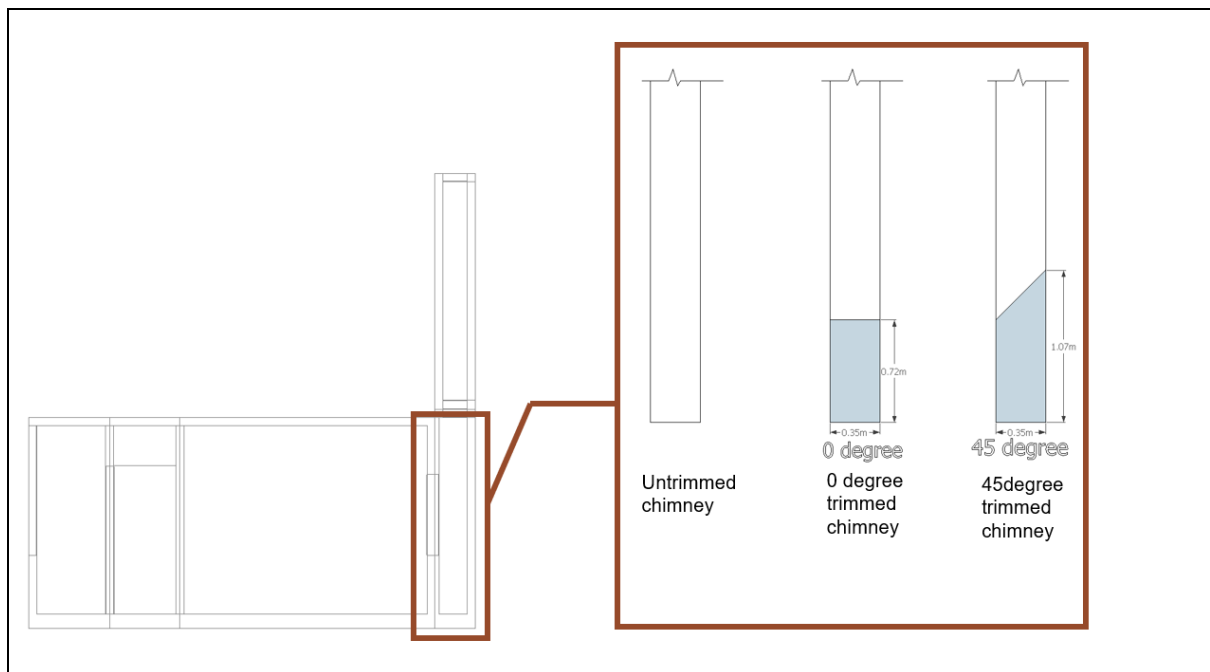 0.72m
1.07m
0.35m
0.35m
0 degree
45 degree
Untrimmed
chimney
0 degree
trimmed
chimney
45degree
trimmed
chimney